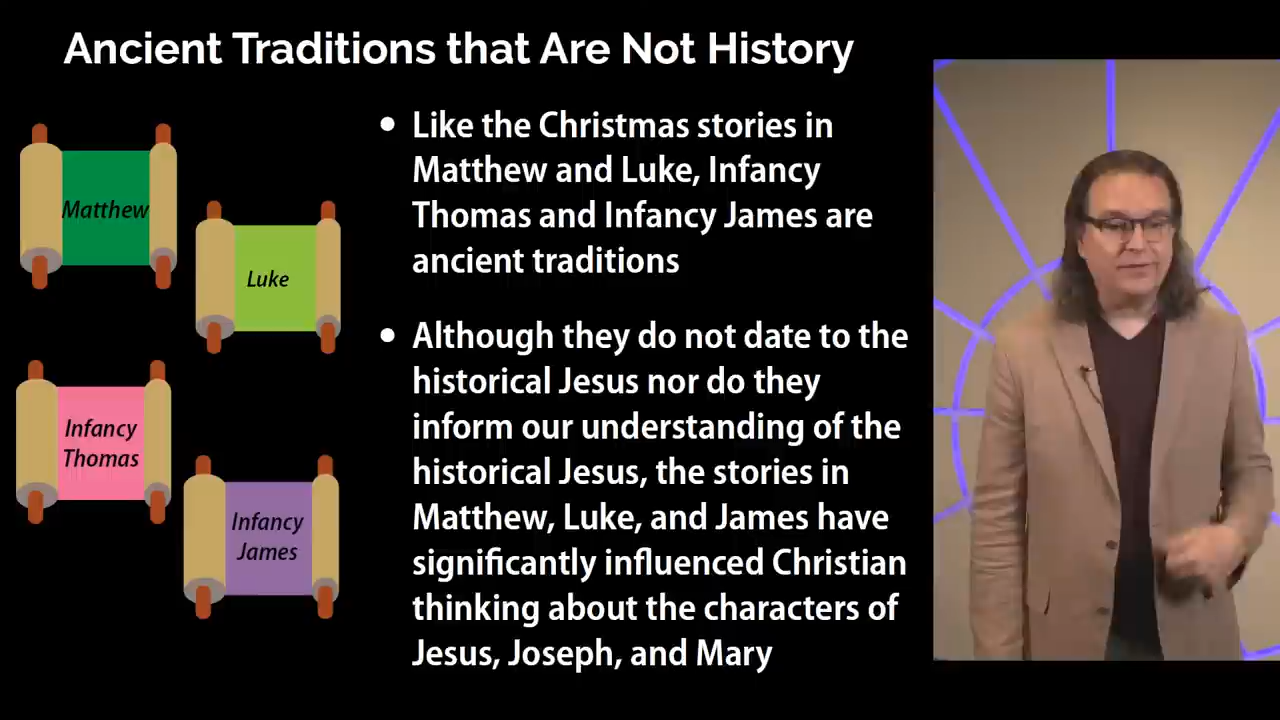 Ancient Traditions that Are Not History
Matthew
Luke
Infancy
Thomas
Infancy
James
• Like the Christmas stories in
Matthew and Luke, Infancy
Thomas and Infancy James are
ancient traditions
• Although they do not date to the
historical Jesus nor do they
inform our understanding of the
historical Jesus, the stories in
Matthew, Luke, and James have
significantly influenced Christian
thinking about the characters of
Jesus, Joseph, and Mary